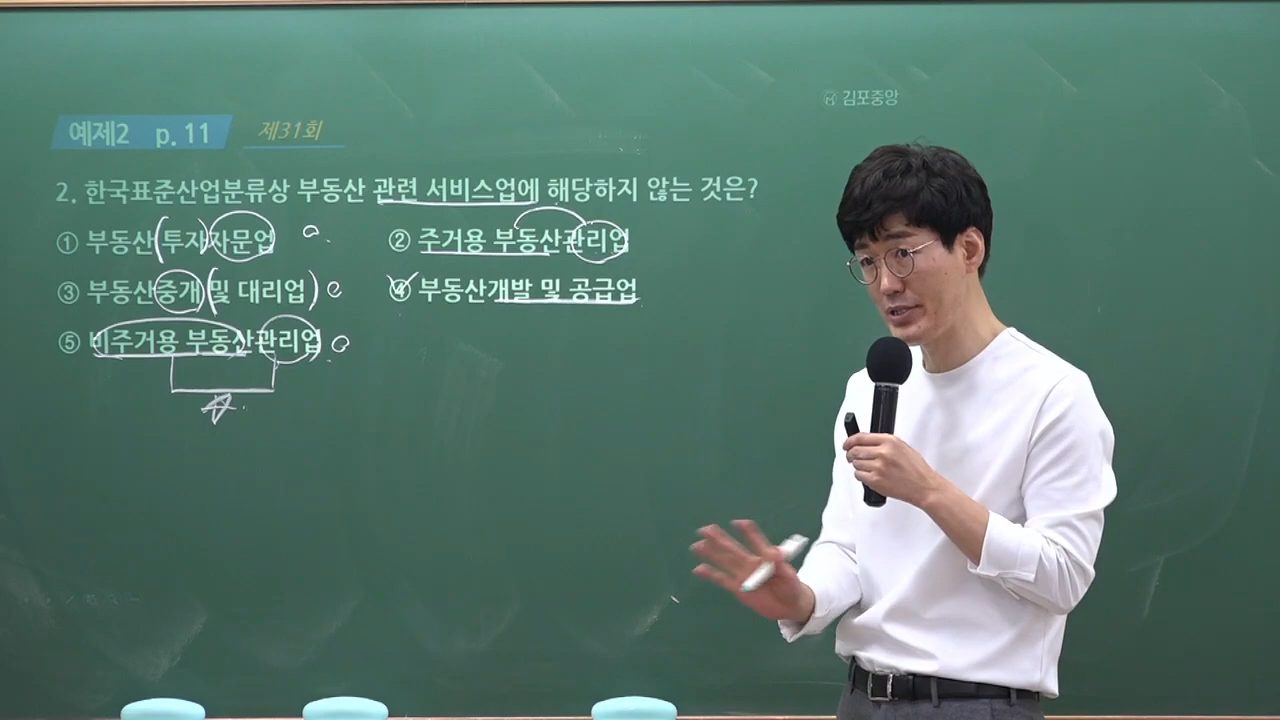 김포중앙
예제2 p. 11 제31회
2. 한국표준산업분류상 부동산 관련 서비스업에 해당하지 않는 것은?
① 부동산(투자)자문업 ② 주거용 부동산관리업
③ 부동산중개(및 대리업) ④ 부동산개발 및 공급업
⑤ 비주거용 부동산관리업